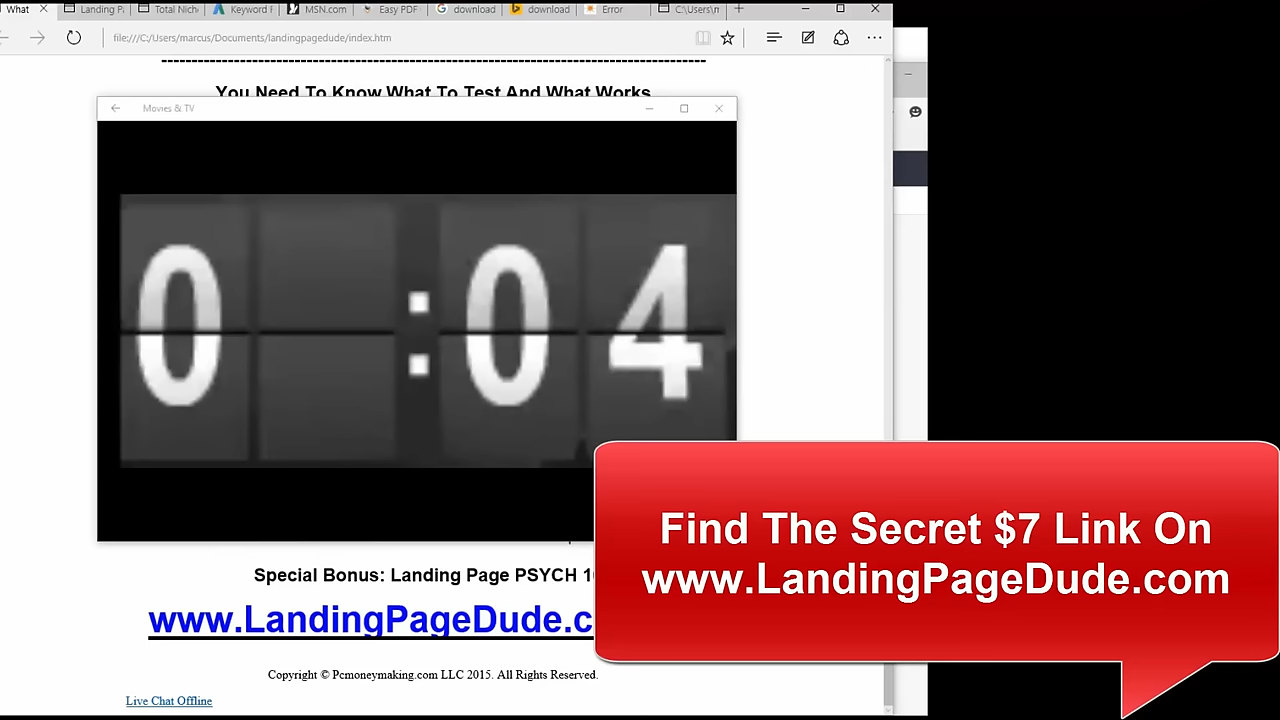 What
Landing P
Total Nich
Keyword F
MSN.com
Easy PDF
download
download
Error
C:\Users\m
file:///C:/Users/marcus/Documents/landingpagedude/index.htm
You Need To Know What To Test And What Works
Movies & TV
0 :04
Find The Secret $7 Link On
www.LandingPageDude.com
Special Bonus: Landing Page PSYCH 10
www.LandingPageDude.c
Copyright © Pcmoneymaking.com LLC 2015. All Rights Reserved.
Live Chat Offline